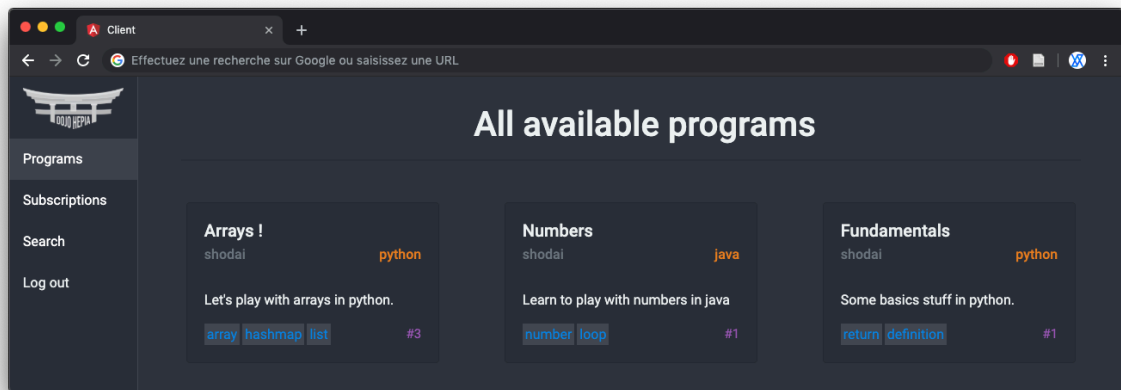 Client
Effectuez une recherche sur Google ou saisissez une URL
DOJO HEPIA
Programs
Subscriptions
Search
Log out
All available programs
Arrays !
shodai python
Let's play with arrays in python.
array hashmap list #3
Numbers
shodai java
Learn to play with numbers in java
number loop #1
Fundamentals
shodai python
Some basics stuff in python.
return definition #1